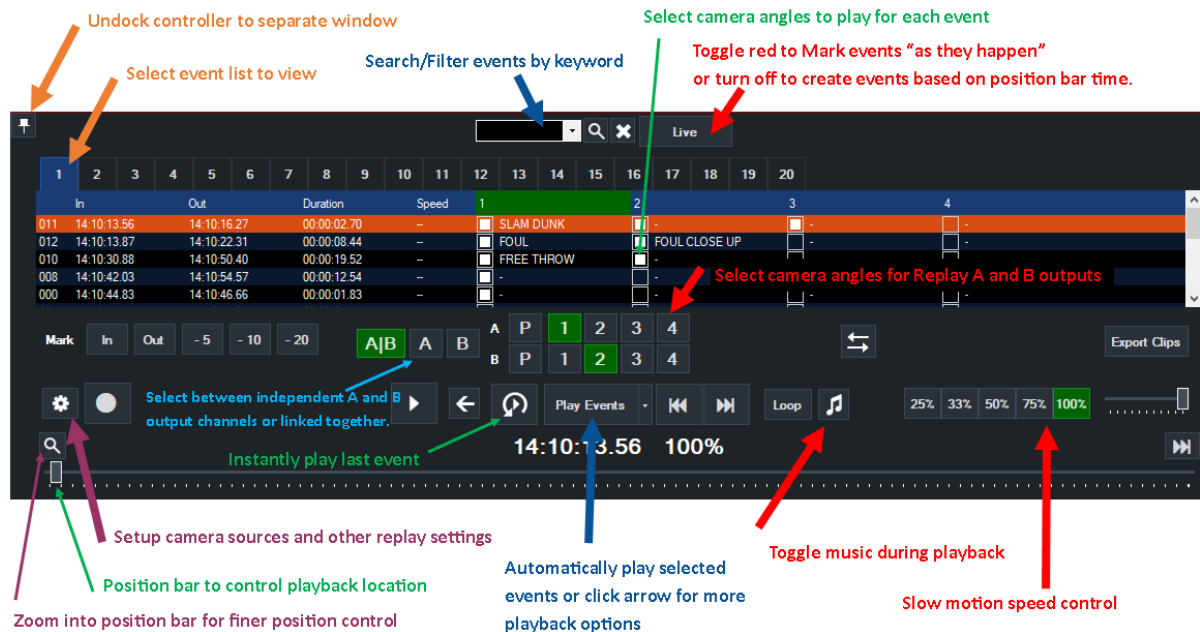 Undock controller to separate window
Select camera angles to play for each event
Select event list to view
Search/Filter events by keyword
Toggle red to Mark events “as they happen”
or turn off to create events based on position bar time.
Live
1 2 3 4 5 6 7 8 9 10 11 12 13 14 15 16 17 18 19 20
In Out Duration Speed 1 2 3 4
011 14:10:13.56 14:10:16.27 00:00:02.70 -- SLAM DUNK - - -
012 14:10:13.87 14:10:22.31 00:00:08.44 -- FOUL FOUL CLOSE UP - -
010 14:10:30.88 14:10:50.40 00:00:19.52 -- FREE THROW - - -
008 14:10:42.03 14:10:54.57 00:00:12.54 -- - -
Select camera angles for Replay A and B outputs
000 14:10:44.83 14:10:46.66 00:00:01.83 -- - - - -
Mark In Out - 5 - 10 - 20 A|B A B
A P 1 2 3 4
B P 1 2 3 4
Export Clips
Select between independent A and B
output channels or linked together.
Play Events Loop 25% 33% 50% 75% 100%
Instantly play last event
14:10:13.56 100%
Setup camera sources and other replay settings
Position bar to control playback location
Zoom into position bar for finer position control
Automatically play selected
events or click arrow for more
playback options
Toggle music during playback
Slow motion speed control